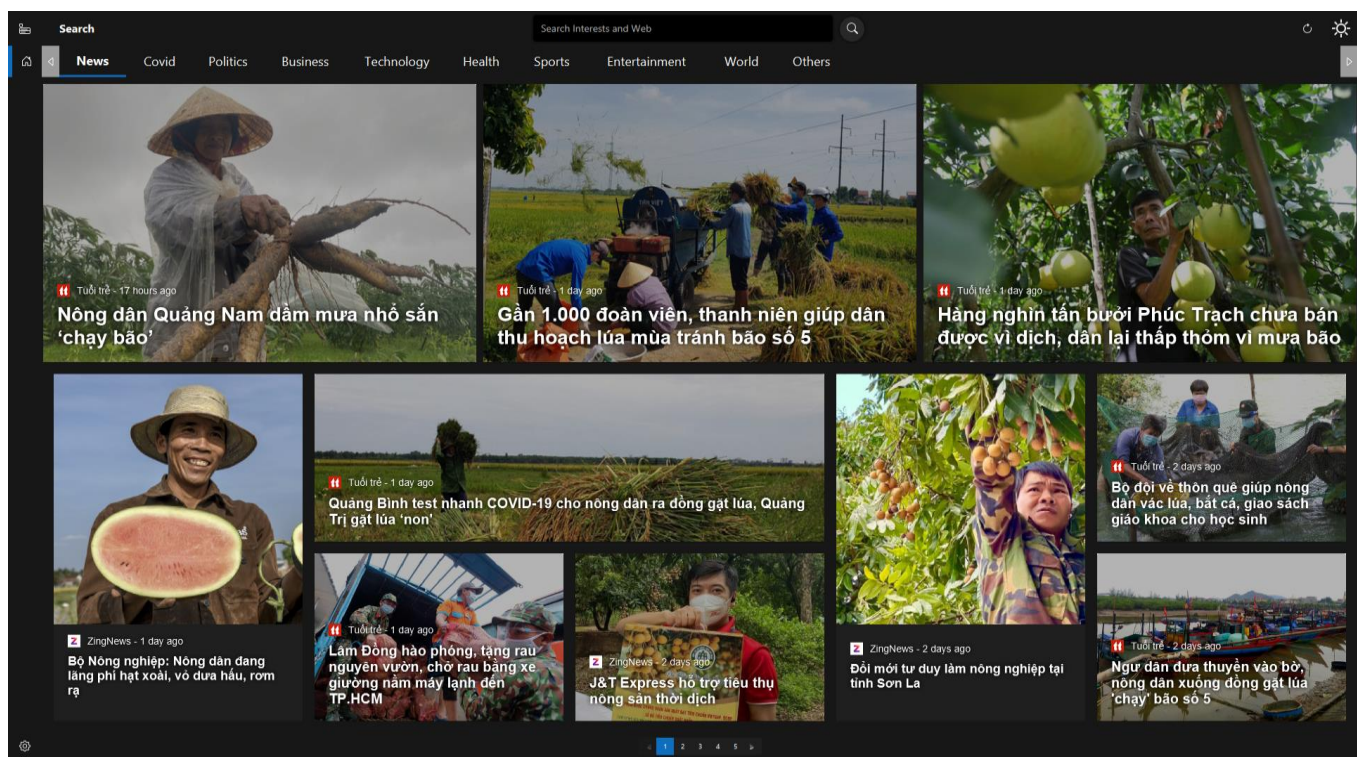 Search
Search Interests and Web
News Covid Politics Business Technology Health Sports Entertainment World Others
Tuổi trẻ - 17 hours ago
Nông dân Quảng Nam dầm mưa nhổ sắn
‘chạy bão’
Tuổi trẻ - 1 day ago
Gần 1.000 đoàn viên, thanh niên giúp dân
thu hoạch lúa mùa tránh bão số 5
Tuổi trẻ - 1 day ago
Hàng nghìn tấn bưởi Phúc Trạch chưa bán
được vì dịch, dân lại thấp thỏm vì mưa bão
ZingNews - 1 day ago
Bộ Nông nghiệp: Nông dân đang
lãng phí hạt xoài, vỏ dưa hấu, rơm
rạ
Tuổi trẻ - 1 day ago
Quảng Bình test nhanh COVID-19 cho nông dân ra đồng gặt lúa, Quảng
Trị gặt lúa ‘non’
Tuổi trẻ - 1 day ago
Lâm Đồng hào phóng, tặng rau
nguyên vườn, chở rau bằng xe
giường nằm máy lạnh đến
TP.HCM
ZingNews - 2 days ago
J&T Express hỗ trợ tiêu thụ
nông sản thời dịch
ZingNews - 2 days ago
Đổi mới tư duy làm nông nghiệp tại
tỉnh Sơn La
Tuổi trẻ - 2 days ago
Bộ đội về thôn quê giúp nông
dân vác lúa, bắt cá, giao sách
giáo khoa cho học sinh
Tuổi trẻ - 2 days ago
Ngư dân đưa thuyền vào bờ,
nông dân xuống đồng gặt lúa
'chạy' bão số 5
« 1 2 3 4 5 »